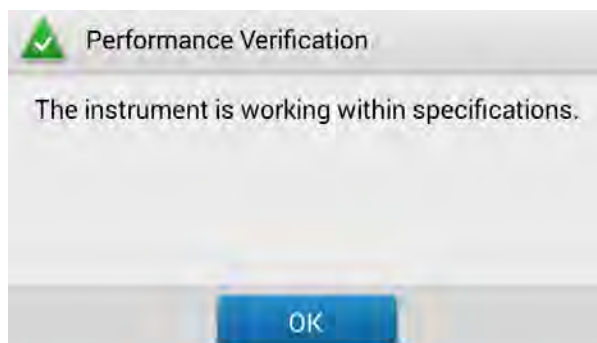 Performance Verification
The instrument is working within specifications.
OK